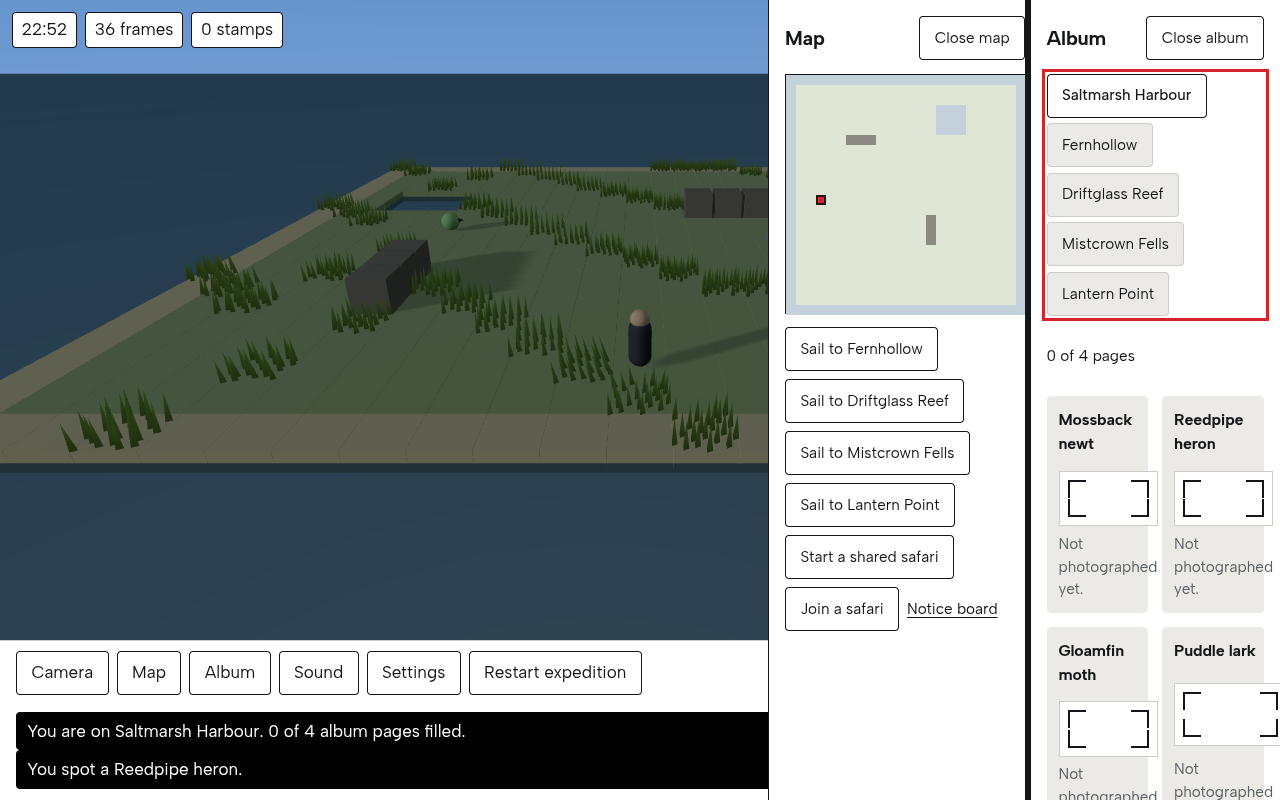 22:52
36 frames
0 stamps
Camera
Map
Album
Sound
Settings
Restart expedition
You are on Saltmarsh Harbour. 0 of 4 album pages filled.
You spot a Reedpipe heron.
Map
Close map
Sail to Fernhollow
Sail to Driftglass Reef
Sail to Mistcrown Fells
Sail to Lantern Point
Start a shared safari
Join a safari
Notice board
Album
Close album
Saltmarsh Harbour
Fernhollow
Driftglass Reef
Mistcrown Fells
Lantern Point
0 of 4 pages
Mossback
newt
Not
photographed
yet.
Reedpipe
heron
Not
photographed
yet.
Gloamfin
moth
Not
photographed
Puddle lark
Not
photographed